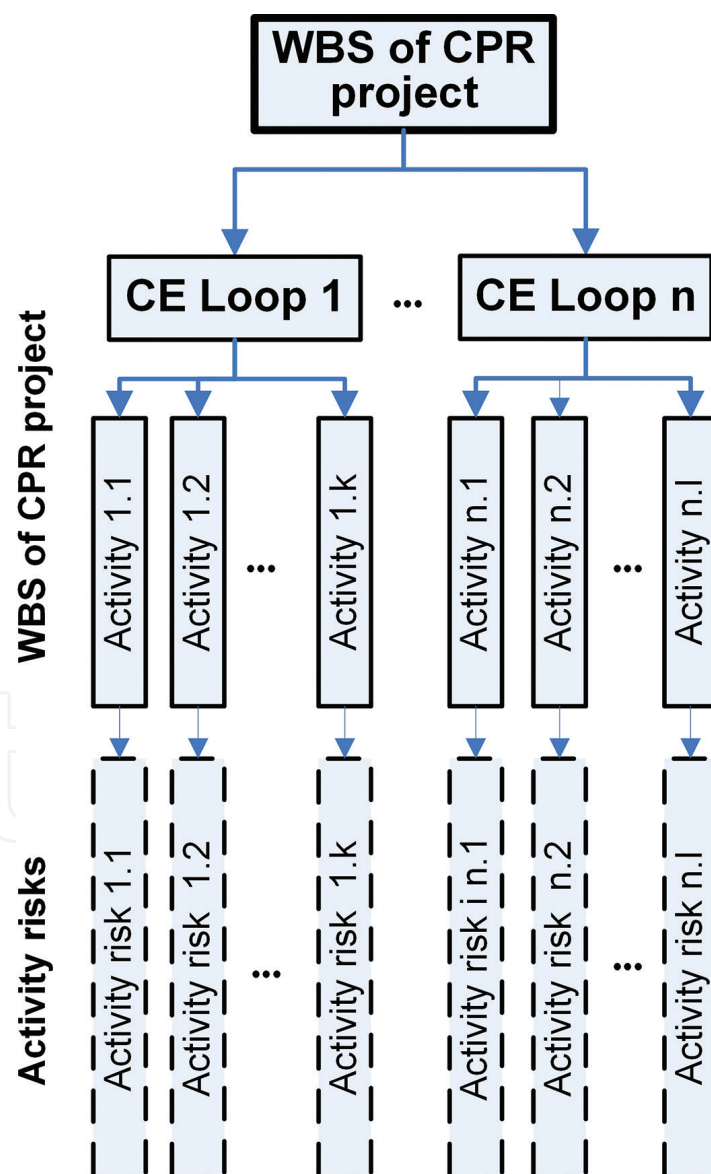 WBS of CPR
project
CE Loop 1
...
CE Loop n
WBS of CPR project
Activity 1.1
Activity 1.2
...
Activity 1.k
Activity n.1
Activity n.2
...
Activity n.l
Activity risks
Activity risk 1.1
Activity risk 1.2
...
Activity risk 1.k
Activity risk i n.1
Activity risk n.2
...
Activity risk n.l